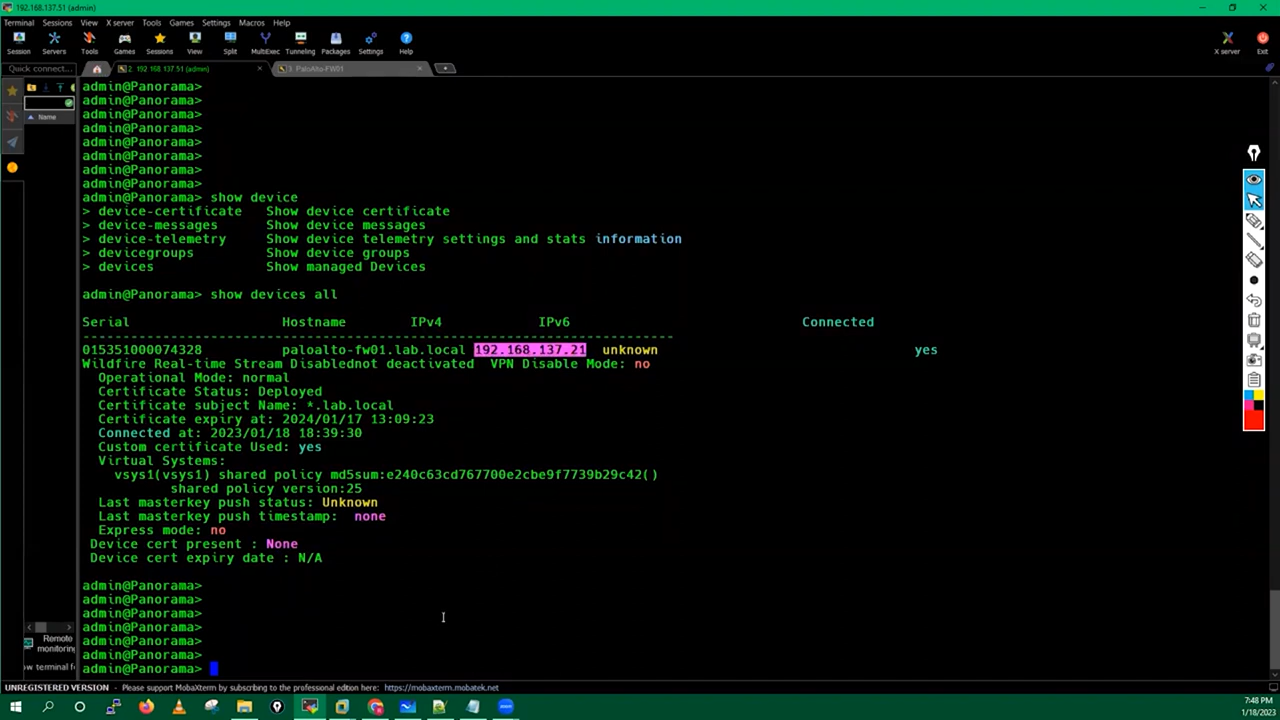 192.168.137.51 (admin)
Terminal Sessions View X server Tools Games Settings Macros Help
Session Servers Tools Games Sessions View Split MultiExec Tunneling Packages Settings Help X server Exit
Quick connect... 2. 192.168.137.51 (admin) 3. PaloAlto-FW01
Name
admin@Panorama>
admin@Panorama>
admin@Panorama>
admin@Panorama>
admin@Panorama>
admin@Panorama>
admin@Panorama>
admin@Panorama>
admin@Panorama> show device
> device-certificate Show device certificate
> device-messages Show device messages
> device-telemetry Show device telemetry settings and stats information
> devicegroups Show device groups
> devices Show managed Devices
admin@Panorama> show devices all
Serial Hostname IPv4 IPv6 Connected
--------------------------------------------------------------------------
015351000074328 paloalto-fw01.lab.local 192.168.137.21 unknown yes
Wildfire Real-time Stream Disablednot deactivated VPN Disable Mode: no
Operational Mode: normal
Certificate Status: Deployed
Certificate subject Name: *.lab.local
Certificate expiry at: 2024/01/17 13:09:23
Connected at: 2023/01/18 18:39:30
Custom certificate Used: yes
Virtual Systems:
vsys1(vsys1) shared policy md5sum:e240c63cd767700e2cbe9f7739b29c42()
shared policy version:25
Last masterkey push status: Unknown
Last masterkey push timestamp: none
Express mode: no
Device cert present : None
Device cert expiry date : N/A
admin@Panorama>
admin@Panorama>
admin@Panorama>
admin@Panorama>
admin@Panorama>
admin@Panorama>
admin@Panorama>
Remote
monitoring
terminal
UNREGISTERED VERSION - Please support MobaXterm by subscribing to the professional edition here: https://mobaxterm.mobatek.net
7:48 PM
1/18/2023